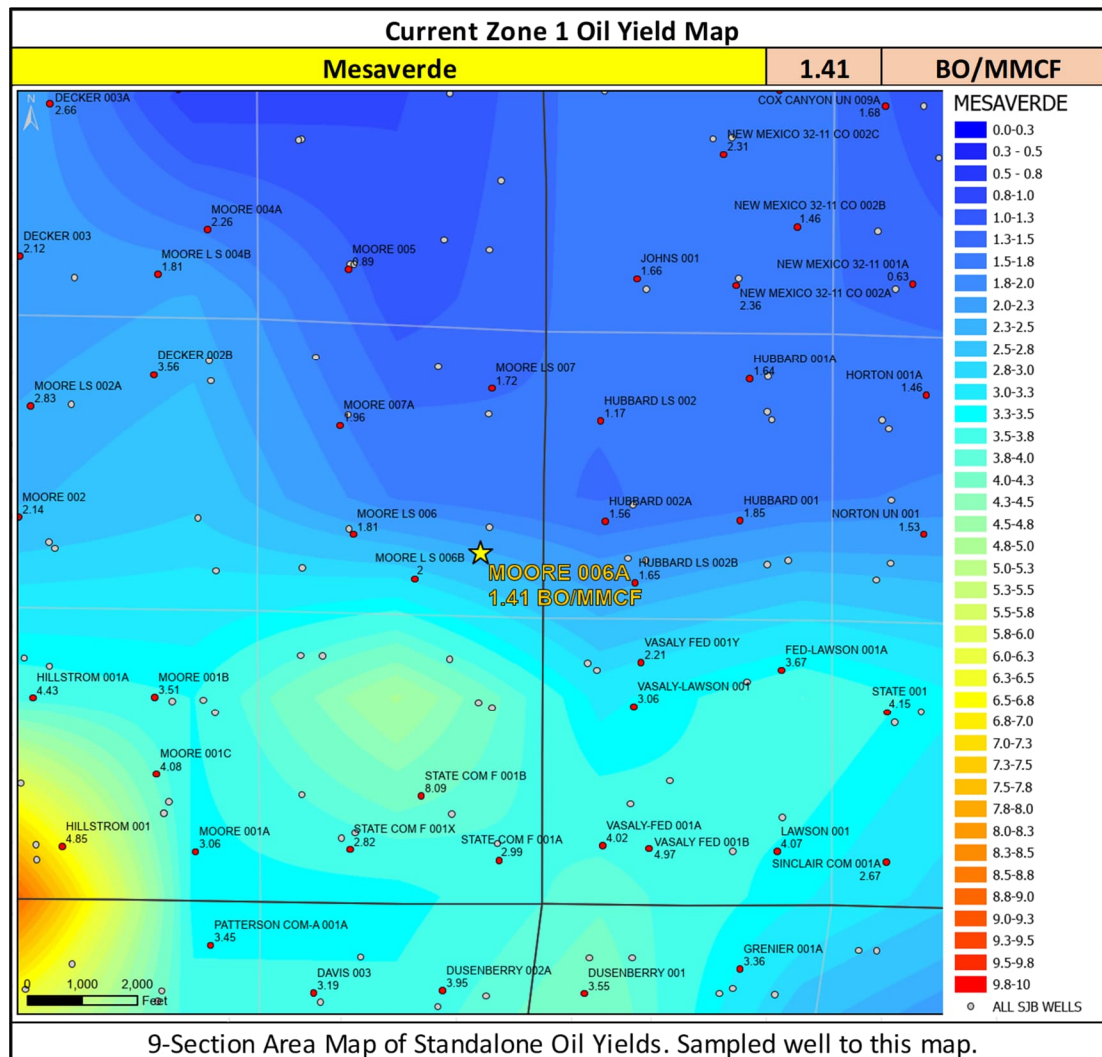 Current Zone 1 Oil Yield Map
Mesaverde
1.41
BO/MMCF
N
DECKER 003A
2.66
COX CANYON UN 009A
1.68
NEW MEXICO 32-11 CO 002C
2.31
MOORE 004A
2.26
NEW MEXICO 32-11 CO 002B
1.46
DECKER 003
2.12
MOORE L S 004B
1.81
MOORE 005
0.89
JOHNS 001
1.66
NEW MEXICO 32-11 001A
0.63
NEW MEXICO 32-11 CO 002A
2.36
DECKER 002B
3.56
MOORE LS 007
1.72
HUBBARD 001A
1.64
HORTON 001A
1.46
MOORE LS 002A
2.83
MOORE 007A
1.96
HUBBARD LS 002
1.17
MOORE 002
2.14
MOORE LS 006
1.81
HUBBARD 002A
1.56
HUBBARD 001
1.85
NORTON UN 001
1.53
MOORE L S 006B
2
MOORE 006A
1.41 BO/MMCF
HUBBARD LS 002B
1.65
VASALY FED 001Y
2.21
FED-LAWSON 001A
3.67
HILLSTROM 001A
4.43
MOORE 001B
3.51
VASALY-LAWSON 001
3.06
STATE 001
4.15
MOORE 001C
4.08
STATE COM F 001B
8.09
HILLSTROM 001
4.85
MOORE 001A
3.06
STATE COM F 001X
2.82
STATE COM F 001A
2.99
VASALY-FED 001A
4.02
VASALY FED 001B
4.97
LAWSON 001
4.07
SINCLAIR COM 001A
2.67
PATTERSON COM-A 001A
3.45
DAVIS 003
3.19
DUSENBERRY 002A
3.95
DUSENBERRY 001
3.55
GRENIER 001A
3.36
0 1,000 2,000
Feet
MESAVERDE
0.0-0.3
0.3 - 0.5
0.5 - 0.8
0.8-1.0
1.0-1.3
1.3-1.5
1.5-1.8
1.8-2.0
2.0-2.3
2.3-2.5
2.5-2.8
2.8-3.0
3.0-3.3
3.3-3.5
3.5-3.8
3.8-4.0
4.0-4.3
4.3-4.5
4.5-4.8
4.8-5.0
5.0-5.3
5.3-5.5
5.5-5.8
5.8-6.0
6.0-6.3
6.3-6.5
6.5-6.8
6.8-7.0
7.0-7.3
7.3-7.5
7.5-7.8
7.8-8.0
8.0-8.3
8.3-8.5
8.5-8.8
8.8-9.0
9.0-9.3
9.3-9.5
9.5-9.8
9.8-10
ALL SJB WELLS
9-Section Area Map of Standalone Oil Yields. Sampled well to this map.